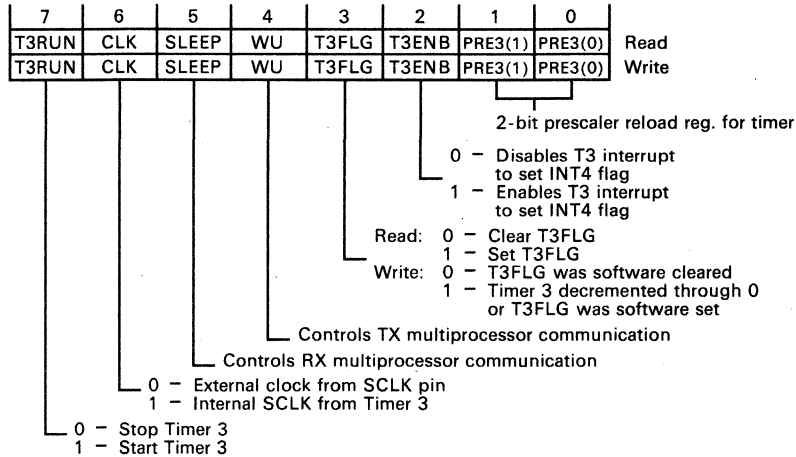 7 6 5 4 3 2 1 0
T3RUN CLK SLEEP WU T3FLG T3ENB PRE3(1) PRE3(0) Read
T3RUN CLK SLEEP WU T3FLG T3ENB PRE3(1) PRE3(0) Write
2-bit prescaler reload reg. for timer
0 – Disables T3 interrupt
to set INT4 flag
1 – Enables T3 interrupt
to set INT4 flag
Read: 0 – Clear T3FLG
1 – Set T3FLG
Write: 0 – T3FLG was software cleared
1 – Timer 3 decremented through 0
or T3FLG was software set
Controls TX multiprocessor communication
Controls RX multiprocessor communication
0 – External clock from SCLK pin
1 – Internal SCLK from Timer 3
0 – Stop Timer 3
1 – Start Timer 3